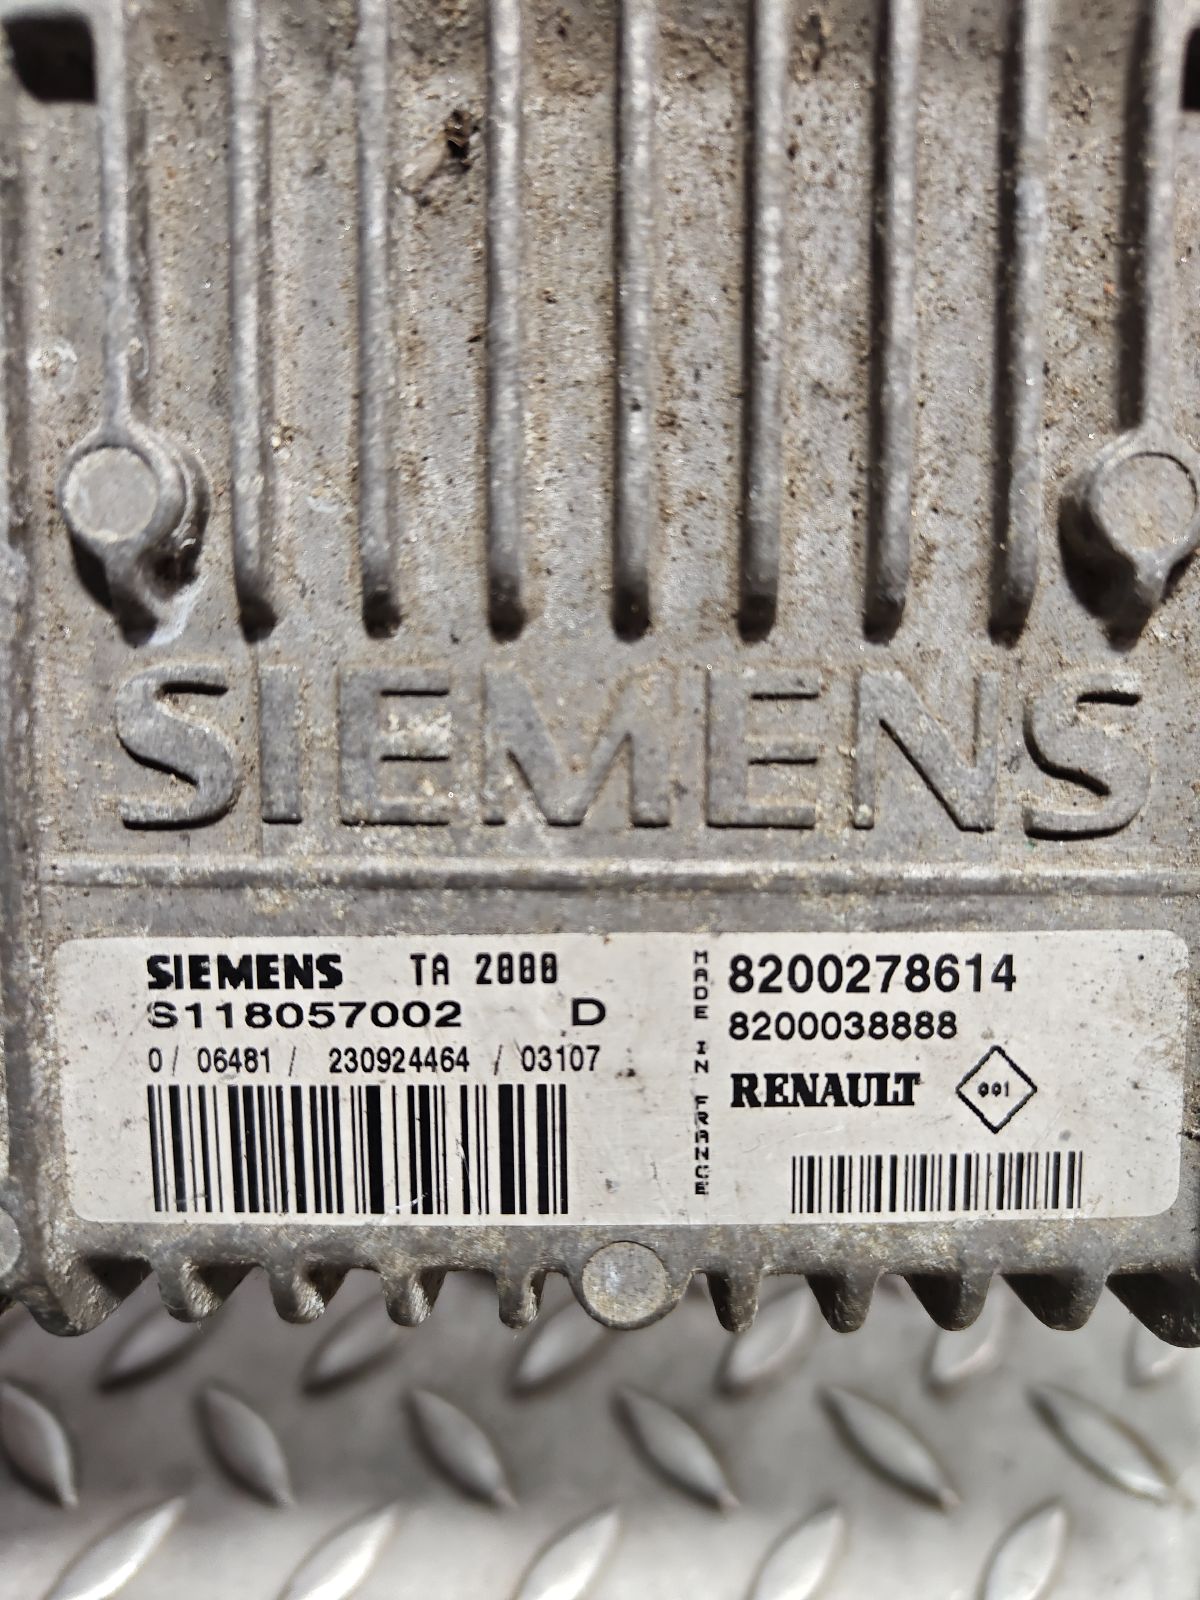 SIEMENS
SIEMENS TA 2000
S118057002 D
0/ 06481 / 230924464 / 03107
MADE IN FRANCE
8200278614
8200038888
RENAULT 001